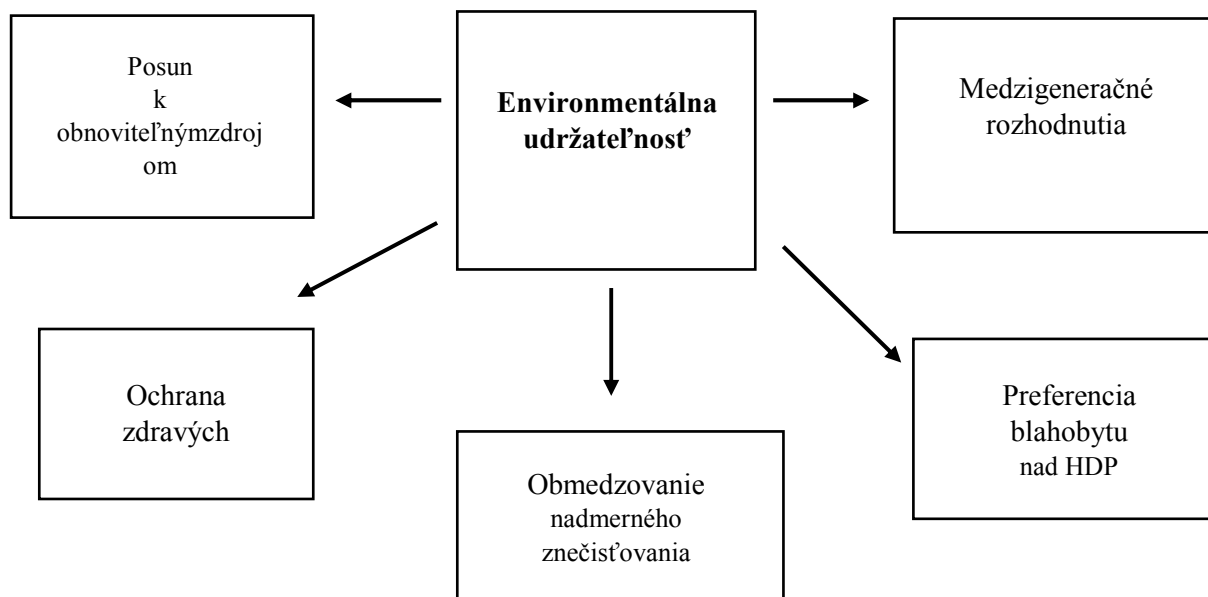 Posun
k
obnoviteľnýmzdroj
om
Environmentálna
udržateľnosť
Medzigeneračné
rozhodnutia
Ochrana
zdravých
Obmedzovanie
nadmerného
znečisťovania
Preferencia
blahobytu
nad HDP